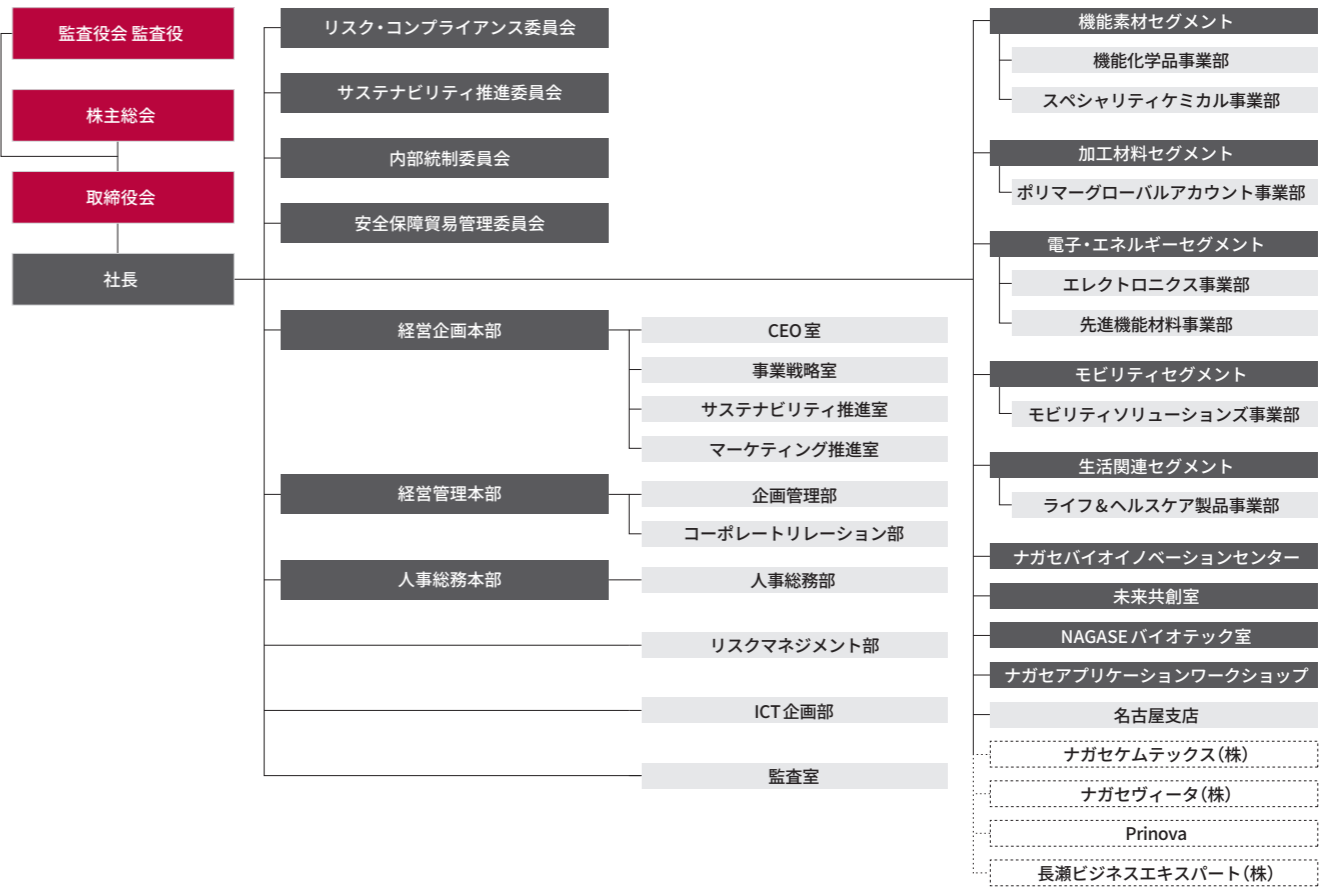 監査役会 監査役
株主総会
取締役会
社長
リスク・コンプライアンス委員会
サステナビリティ推進委員会
内部統制委員会
安全保障貿易管理委員会
経営企画本部
CEO室
事業戦略室
サステナビリティ推進室
マーケティング推進室
経営管理本部
企画管理部
コーポレートリレーション部
人事総務本部
人事総務部
リスクマネジメント部
ICT企画部
監査室
機能素材セグメント
機能化学品事業部
スペシャリティケミカル事業部
加工材料セグメント
ポリマーグローバルアカウント事業部
電子・エネルギーセグメント
エレクトロニクス事業部
先進機能材料事業部
モビリティセグメント
モビリティソリューションズ事業部
生活関連セグメント
ライフ&ヘルスケア製品事業部
ナガセバイオイノベーションセンター
未来共創室
NAGASEバイオテック室
ナガセアプリケーションワークショップ
名古屋支店
ナガセケムテックス(株)
ナガセヴィータ(株)
Prinova
長瀬ビジネスエキスパート(株)